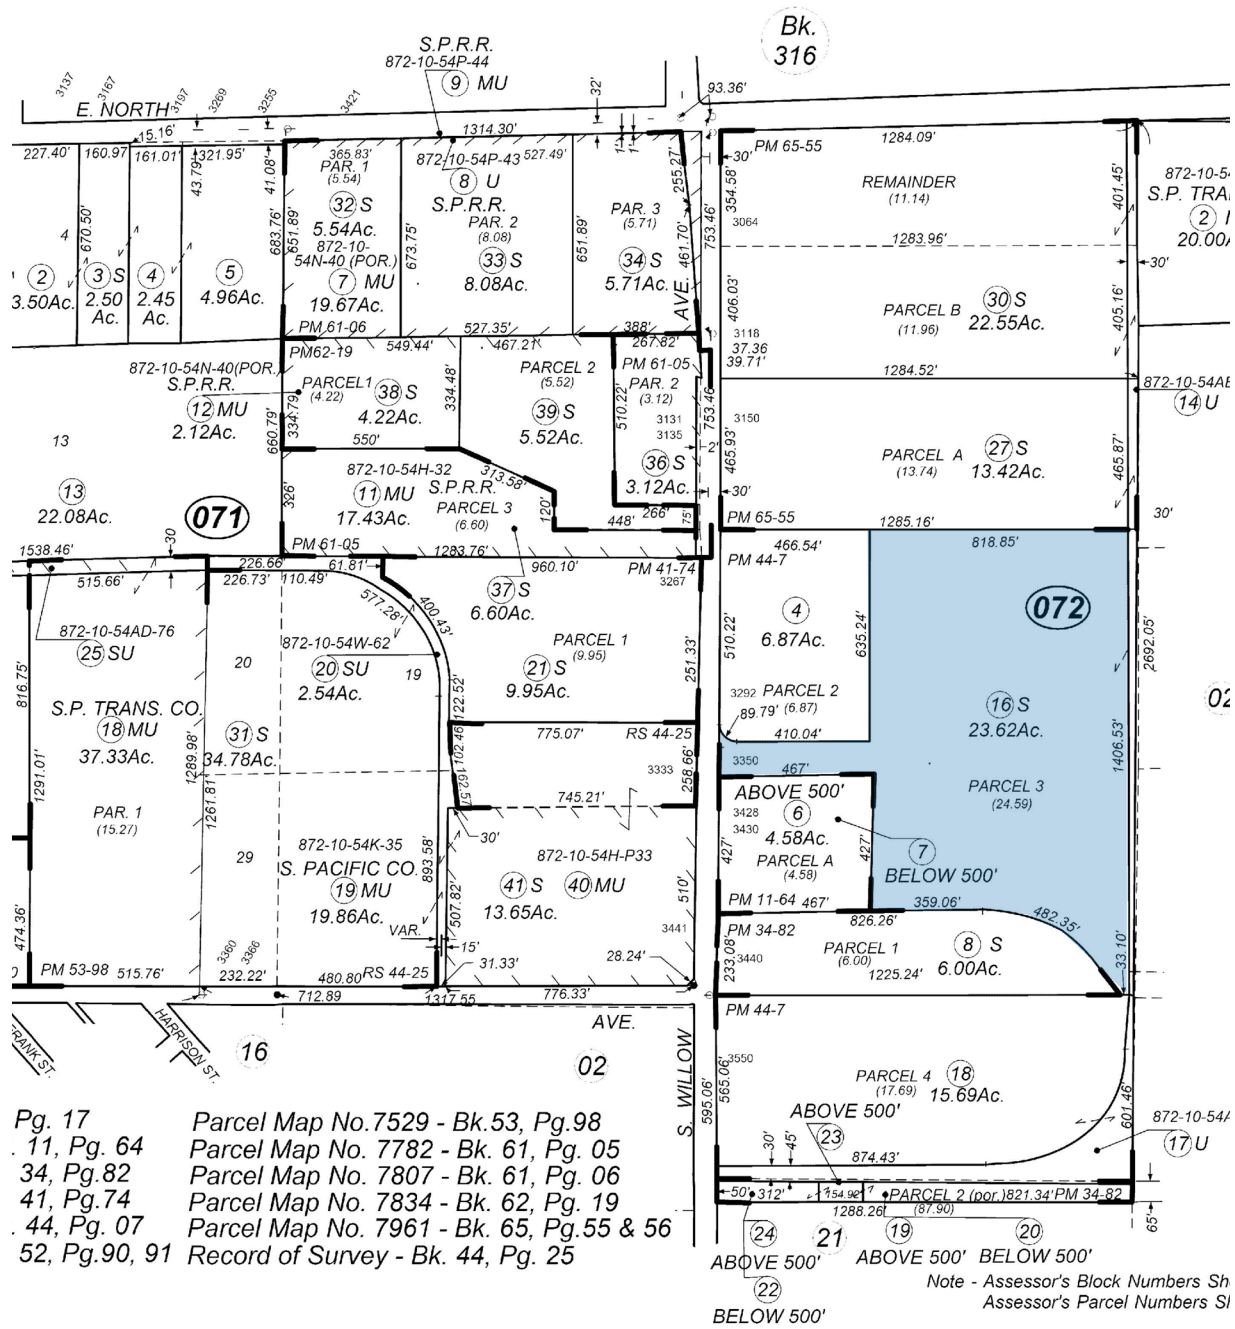 Bk.
316
S.P.R.R.
872-10-54P-44
9 MU
93.36'
32'
3137
3167
3197
3269
3255
3421
E. NORTH
15.16'
1314.30'
1284.09'
PM 65-55
227.40'
160.97
161.01'
1321.95'
43.79'
41.08'
365.83'
PAR. 1
(5.54)
872-10-54P-43
527.49'
1'
1'
8 U
S.P.R.R.
PAR. 2
(8.08)
PAR. 3
(5.71)
255.27'
30'
354.58'
401.45'
REMAINDER
(11.14)
S.P. TRA
2
20.00
32 S
5.54Ac.
872-10-
54N-40 (POR.)
7 MU
19.67Ac.
33 S
8.08Ac.
34 S
5.71Ac.
4
670.50'
683.76'
651.89'
673.75'
651.89'
461.70'
753.46'
3064
1283.96'
30'
2
3.50Ac.
3 S
2.50
Ac.
4
2.45
Ac.
5
4.96Ac.
AVE.
406.03'
PARCEL B
(11.96)
30 S
22.55Ac.
405.16'
PM 61-06
527.35'
388'
3118
37.36
39.71'
PM62-19
549.44'
467.21'
267.82'
PM 61-05
1284.52'
872-10-54N-40(POR.)
S.P.R.R.
12 MU
2.12Ac.
PARCEL1
(4.22)
38 S
4.22Ac.
334.79'
660.79'
334.48'
PARCEL 2
(5.52)
39 S
5.52Ac.
510.22'
PAR. 2
(3.12)
3131
3135
36 S
3.12Ac.
753.46'
2'
3150
465.93'
PARCEL A
(13.74)
27 S
13.42Ac.
465.87'
14 U
13
13
22.08Ac.
550'
872-10-54H-32
11 MU
17.43Ac.
S.P.R.R.
PARCEL 3
(6.60)
313.58'
120'
448'
266'
75'
30'
30'
071
326'
PM 65-55
1285.16'
1538.46'
30
226.66'
PM 61-05
61.81'
1283.76'
960.10'
PM 41-74
3267
PM 44-7
466.54'
818.85'
515.66'
226.73'
110.49'
577.28'
400.43'
37 S
6.60Ac.
4
6.87Ac.
072
872-10-54AD-76
25 SU
872-10-54W-62
20 SU
2.54Ac.
20
19
PARCEL 1
(9.95)
21 S
9.95Ac.
251.33'
510.22'
635.24'
2692.05'
816.75'
S.P. TRANS. CO.
18 MU
37.33Ac.
31 S
34.78Ac.
122.52'
3292
PARCEL 2
(6.87)
89.79'
410.04'
16 S
23.62Ac.
1291.01'
1289.98'
1261.81'
102.46'
775.07'
RS 44-25
3333
258.66'
3350
467'
1406.53'
PARCEL 3
(24.59)
745.21'
ABOVE 500'
6
4.58Ac.
3428
3430
PAR. 1
(15.27)
30'
29
872-10-54K-35
S. PACIFIC CO.
19 MU
19.86Ac.
893.58'
507.82'
872-10-54H-P33
41 S
40 MU
13.65Ac.
510'
427'
PARCEL A
(4.58)
427'
7
BELOW 500'
474.36'
VAR.
15'
3441
PM 11-64
467'
826.26'
359.06'
482.35'
PM 34-82
PARCEL 1
(6.00)
8 S
6.00Ac.
233.08'
3440
1225.24'
33.10'
PM 53-98
515.76'
3360
3366
232.22'
480.80'
RS 44-25
31.33'
28.24'
712.89
1317.55
776.33'
PM 44-7
FRANK ST.
HARRISON ST.
AVE.
16
02
S. WILLOW
595.06'
565.06'
3550
PARCEL 4
(17.69)
18
15.69Ac.
601.46'
17 U
ABOVE 500'
23
30'
45'
874.43'
50'
312'
154.92'
PARCEL 2 (por.)
(87.90)
821.34'
PM 34-82
1288.26'
65'
24
ABOVE 500'
21
19
ABOVE 500'
20
BELOW 500'
22
BELOW 500'
Pg. 17
11, Pg. 64
34, Pg.82
41, Pg.74
44, Pg. 07
52, Pg.90, 91
Parcel Map No.7529 - Bk.53, Pg.98
Parcel Map No. 7782 - Bk. 61, Pg. 05
Parcel Map No. 7807 - Bk. 61, Pg. 06
Parcel Map No. 7834 - Bk. 62, Pg. 19
Parcel Map No. 7961 - Bk. 65, Pg.55 & 56
Record of Survey - Bk. 44, Pg. 25
Note - Assessor's Block Numbers Sh
Assessor's Parcel Numbers S